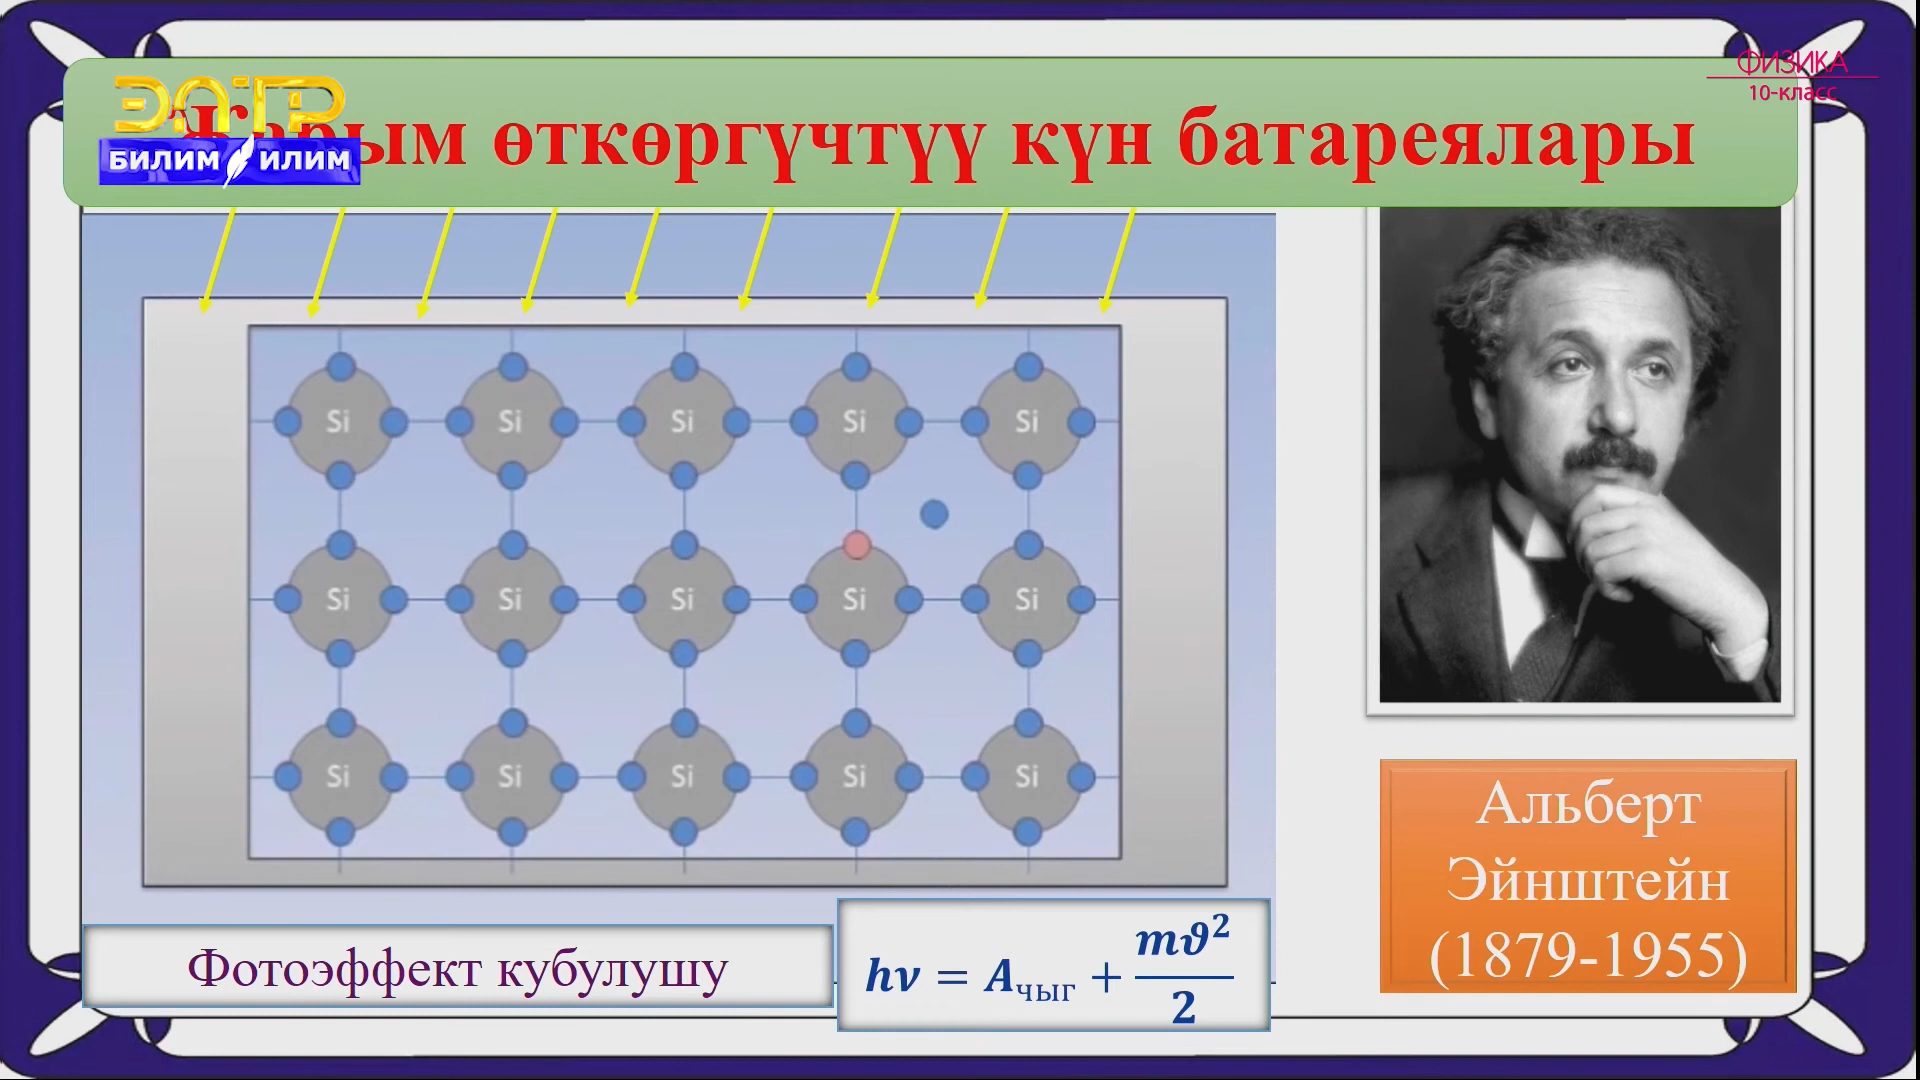 ФИЗИКА
10-класс
ЭЛТР
БИЛИМ ИЛИМ
Жарым өткөргүчтүү күн батареялары
Si Si Si Si Si
Si Si Si Si Si
Si Si Si Si Si
Фотоэффект кубулушу
hν = Aчыг + mϑ²/2
Альберт
Эйнштейн
(1879-1955)